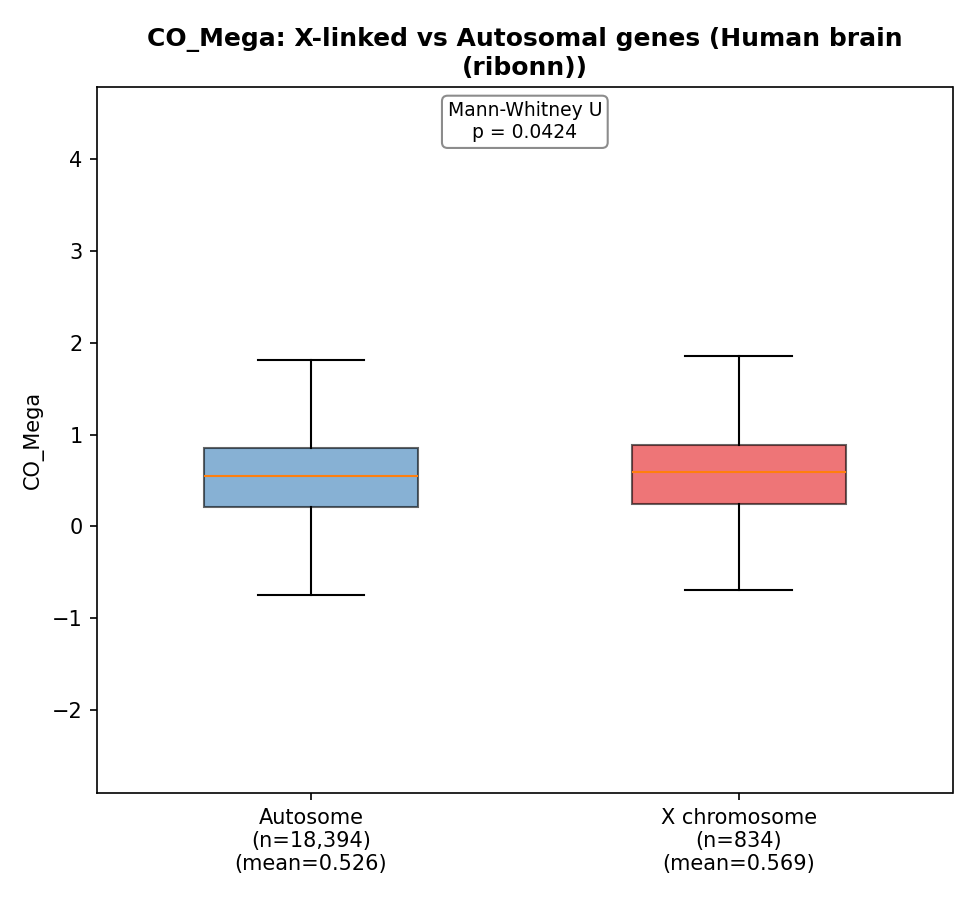 CO_Mega: X-linked vs Autosomal genes (Human brain
(ribonn))
Mann-Whitney U
p = 0.0424
4
3
2
1
0
−1
−2
CO_Mega
Autosome
(n=18,394)
(mean=0.526)
X chromosome
(n=834)
(mean=0.569)